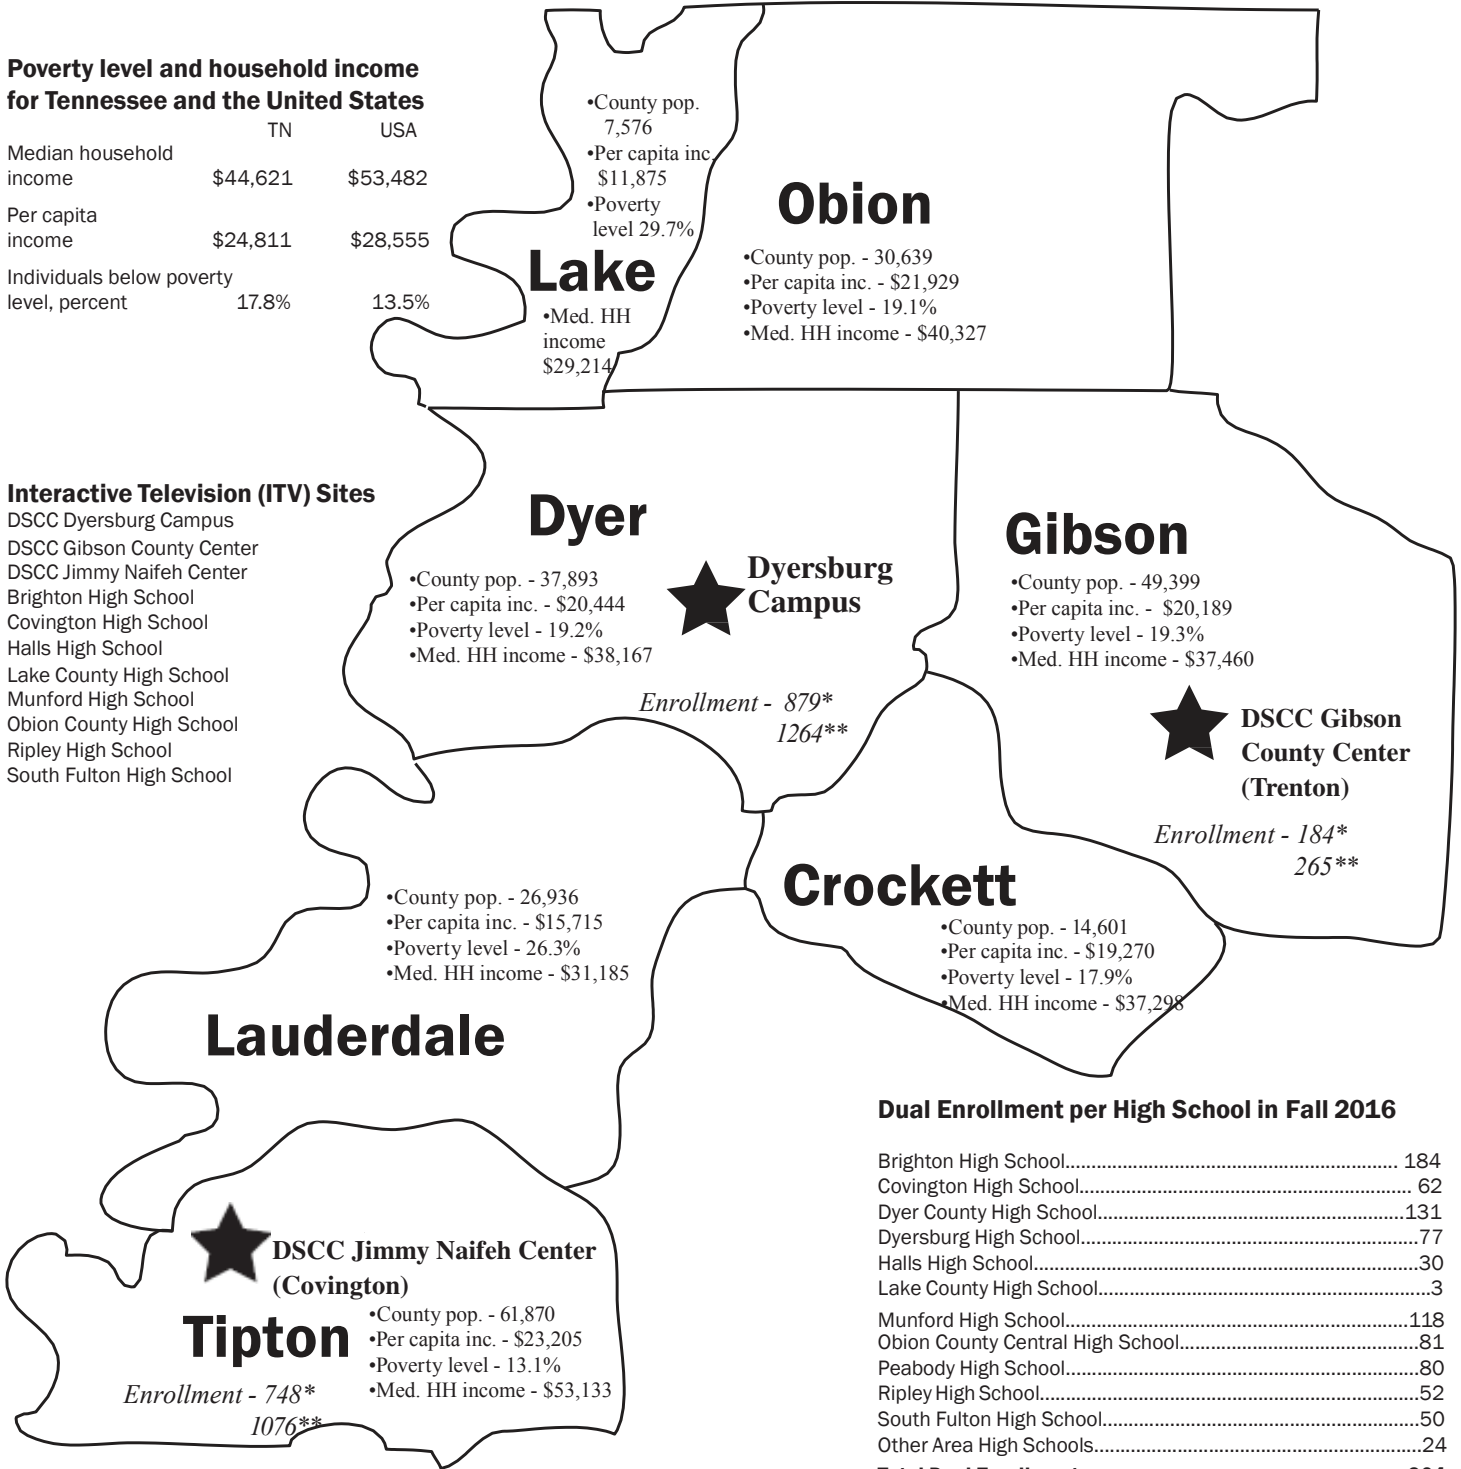 Poverty level and household income
for Tennessee and the United States
TN USA
Median household
income $44,621 $53,482
Per capita
income $24,811 $28,555
Individuals below poverty
level, percent 17.8% 13.5%
•County pop.
7,576
•Per capita inc.
$11,875
•Poverty
level 29.7%
Lake
•Med. HH
income
$29,214
Obion
•County pop. - 30,639
•Per capita inc. - $21,929
•Poverty level - 19.1%
•Med. HH income - $40,327
Interactive Television (ITV) Sites
DSCC Dyersburg Campus
DSCC Gibson County Center
DSCC Jimmy Naifeh Center
Brighton High School
Covington High School
Halls High School
Lake County High School
Munford High School
Obion County High School
Ripley High School
South Fulton High School
Dyer
•County pop. - 37,893
•Per capita inc. - $20,444
•Poverty level - 19.2%
•Med. HH income - $38,167
Dyersburg
Campus
Enrollment - 879*
1264**
Gibson
•County pop. - 49,399
•Per capita inc. - $20,189
•Poverty level - 19.3%
•Med. HH income - $37,460
DSCC Gibson
County Center
(Trenton)
Enrollment - 184*
265**
Crockett
•County pop. - 14,601
•Per capita inc. - $19,270
•Poverty level - 17.9%
•Med. HH income - $37,298
•County pop. - 26,936
•Per capita inc. - $15,715
•Poverty level - 26.3%
•Med. HH income - $31,185
Lauderdale
DSCC Jimmy Naifeh Center
(Covington)
Tipton
•County pop. - 61,870
•Per capita inc. - $23,205
•Poverty level - 13.1%
•Med. HH income - $53,133
Enrollment - 748*
1076**
Dual Enrollment per High School in Fall 2016
Brighton High School................................................................ 184
Covington High School................................................................ 62
Dyer County High School...........................................................131
Dyersburg High School.................................................................77
Halls High School..........................................................................30
Lake County High School................................................................3
Munford High School..................................................................118
Obion County Central High School..............................................81
Peabody High School....................................................................80
Ripley High School.........................................................................52
South Fulton High School.............................................................50
Other Area High Schools...............................................................24